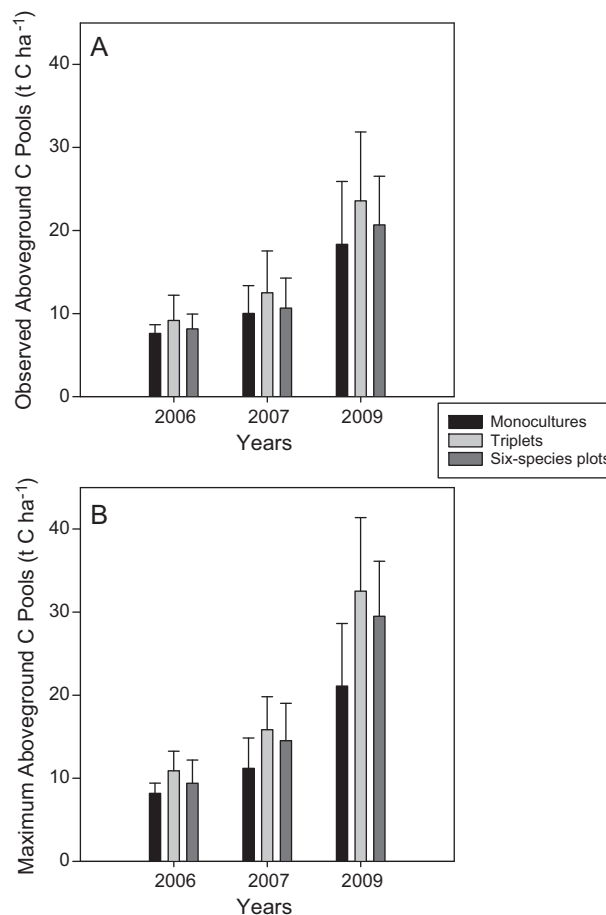 A
Observed Aboveground C Pools (t C ha⁻¹)
40
30
20
10
0
2006 2007 2009
Years
Monocultures
Triplets
Six-species plots
B
Maximum Aboveground C Pools (t C ha⁻¹)
40
30
20
10
0
2006 2007 2009
Years